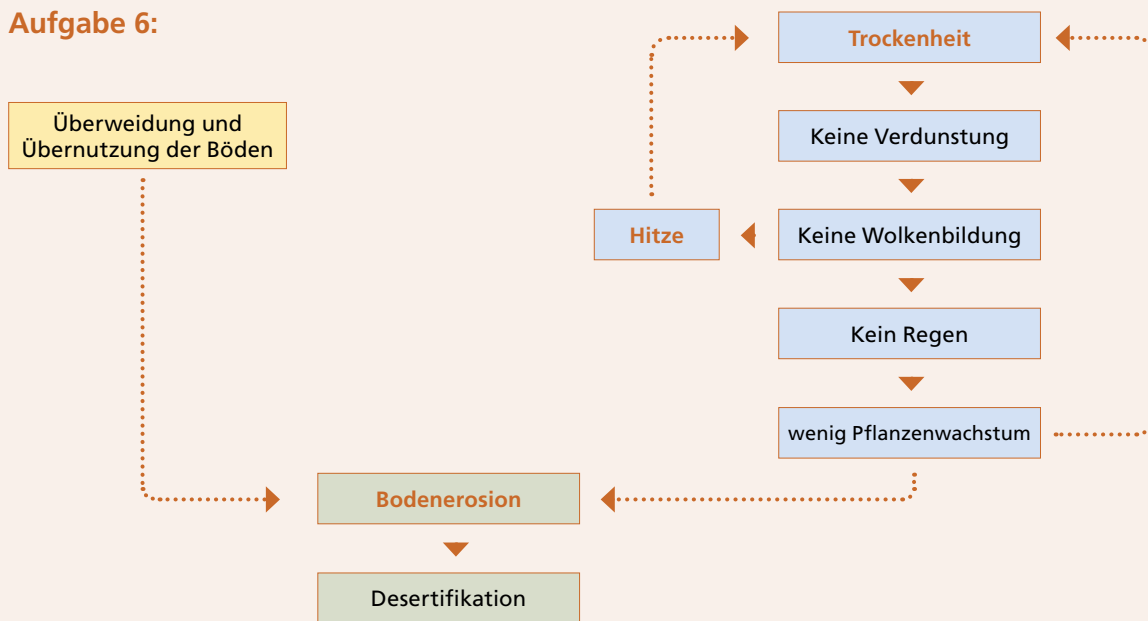 Aufgabe 6:
Überweidung und
Übernutzung der Böden
Trockenheit
Keine Verdunstung
Hitze
Keine Wolkenbildung
Kein Regen
wenig Pflanzenwachstum
Bodenerosion
Desertifikation